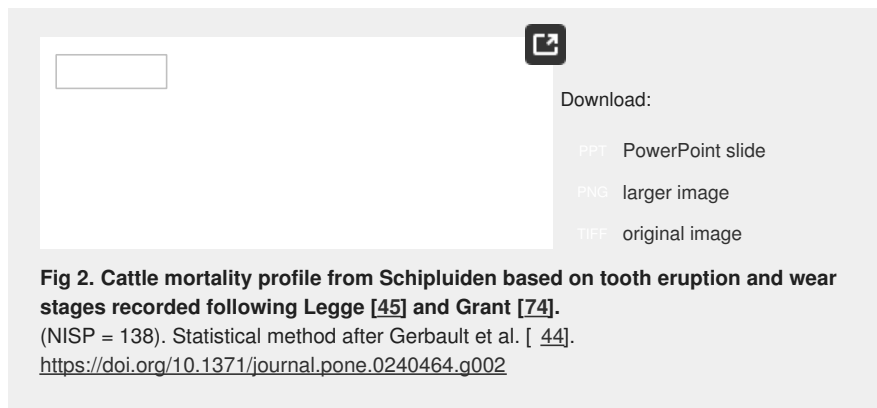 Download:
PPT PowerPoint slide
PNG larger image
TIFF original image
Fig 2. Cattle mortality profile from Schipluiden based on tooth eruption and wear
stages recorded following Legge [45] and Grant [74].
(NISP = 138). Statistical method after Gerbault et al. [ 44].
https://doi.org/10.1371/journal.pone.0240464.g002